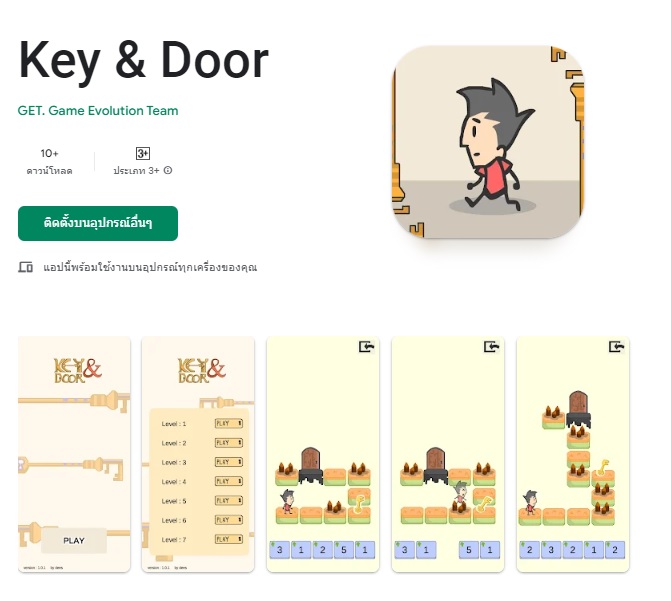 Key & Door
GET. Game Evolution Team
10+
ดาวน์โหลด
3+
ประเภท 3+
ติดตั้งบนอุปกรณ์อื่นๆ
แอปนี้พร้อมใช้งานบนอุปกรณ์ทุกเครื่องของคุณ
KEY &
DOOR
PLAY
KEY &
DOOR
Level : 1 PLAY
Level : 2 PLAY
Level : 3 PLAY
Level : 4 PLAY
Level : 5 PLAY
Level : 6 PLAY
Level : 7 PLAY
3 1 2 5 1
3 1 5 1
2 3 2 1 2